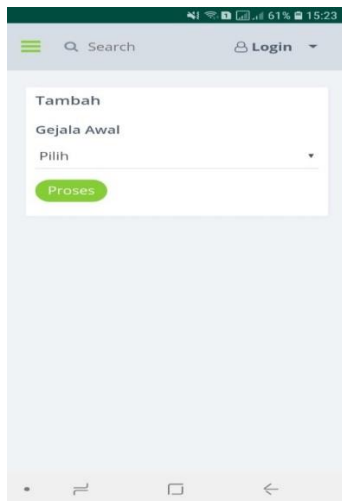 61% 15:23
Search Login
Tambah
Gejala Awal
Pilih
Proses